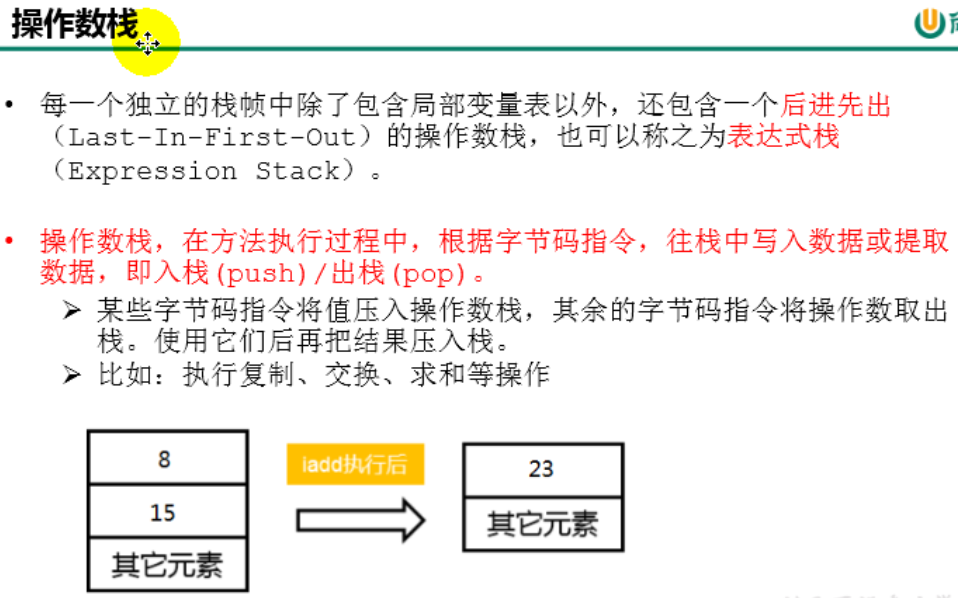 操作数栈
• 每一个独立的栈帧中除了包含局部变量表以外，还包含一个后进先出
（Last-In-First-Out）的操作数栈，也可以称之为表达式栈
（Expression Stack）。
• 操作数栈，在方法执行过程中，根据字节码指令，往栈中写入数据或提取
数据，即入栈(push)/出栈(pop)。
➢ 某些字节码指令将值压入操作数栈，其余的字节码指令将操作数取出
栈。使用它们后再把结果压入栈。
➢ 比如：执行复制、交换、求和等操作
8
15
其它元素
iadd执行后
23
其它元素